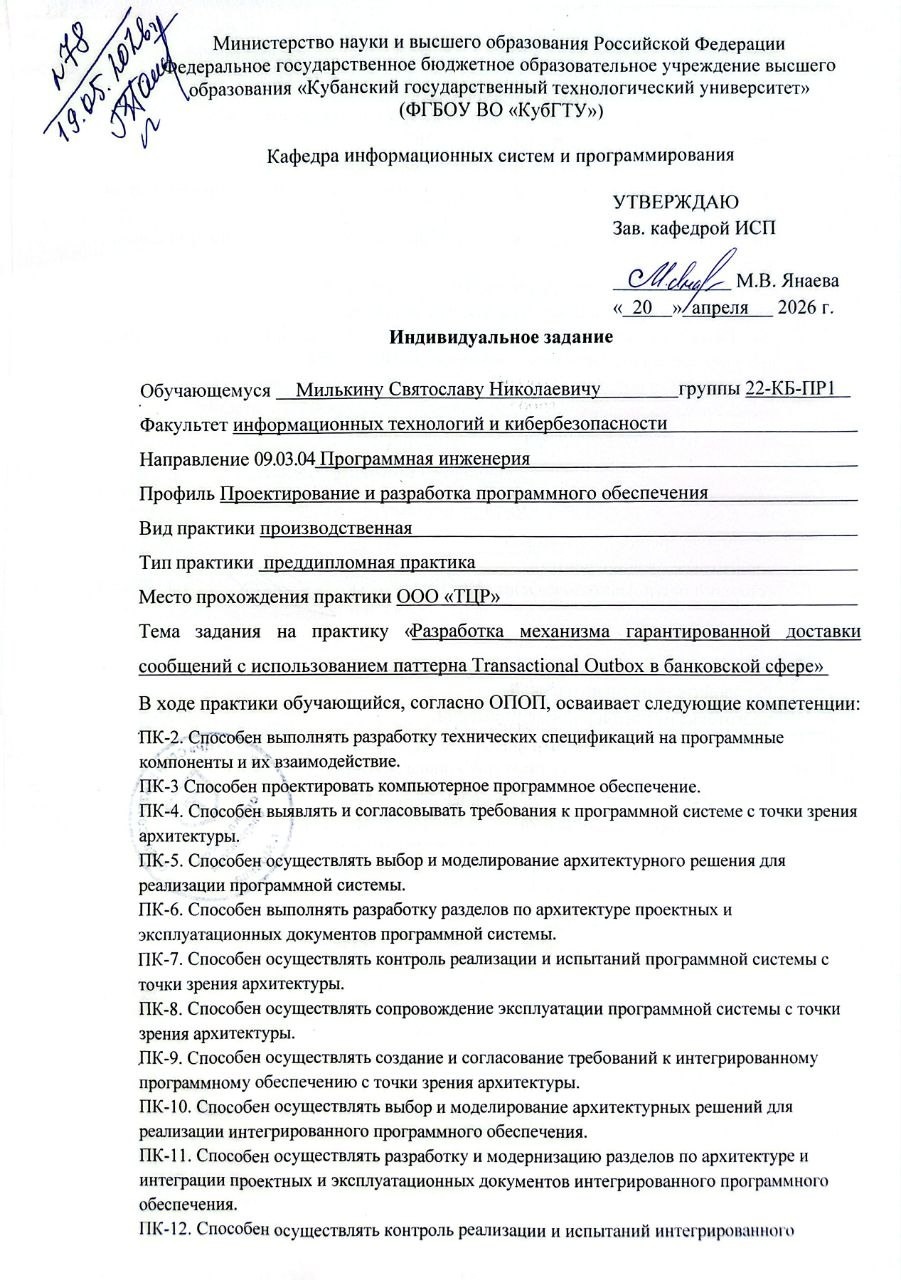 №78
19.05.2026г
Министерство науки и высшего образования Российской Федерации
Федеральное государственное бюджетное образовательное учреждение высшего
образования «Кубанский государственный технологический университет»
(ФГБОУ ВО «КубГТУ»)
Кафедра информационных систем и программирования
УТВЕРЖДАЮ
Зав. кафедрой ИСП
М.В. Янаева
« 20 » апреля 2026 г.
Индивидуальное задание
Обучающемуся Милькину Святославу Николаевичу группы 22-КБ-ПР1
Факультет информационных технологий и кибербезопасности
Направление 09.03.04 Программная инженерия
Профиль Проектирование и разработка программного обеспечения
Вид практики производственная
Тип практики преддипломная практика
Место прохождения практики ООО «ТЦР»
Тема задания на практику «Разработка механизма гарантированной доставки
сообщений с использованием паттерна Transactional Outbox в банковской сфере»
В ходе практики обучающийся, согласно ОПОП, осваивает следующие компетенции:
ПК-2. Способен выполнять разработку технических спецификаций на программные
компоненты и их взаимодействие.
ПК-3 Способен проектировать компьютерное программное обеспечение.
ПК-4. Способен выявлять и согласовывать требования к программной системе с точки зрения
архитектуры.
ПК-5. Способен осуществлять выбор и моделирование архитектурного решения для
реализации программной системы.
ПК-6. Способен выполнять разработку разделов по архитектуре проектных и
эксплуатационных документов программной системы.
ПК-7. Способен осуществлять контроль реализации и испытаний программной системы с
точки зрения архитектуры.
ПК-8. Способен осуществлять сопровождение эксплуатации программной системы с точки
зрения архитектуры.
ПК-9. Способен осуществлять создание и согласование требований к интегрированному
программному обеспечению с точки зрения архитектуры.
ПК-10. Способен осуществлять выбор и моделирование архитектурных решений для
реализации интегрированного программного обеспечения.
ПК-11. Способен осуществлять разработку и модернизацию разделов по архитектуре и
интеграции проектных и эксплуатационных документов интегрированного программного
обеспечения.
ПК-12. Способен осуществлять контроль реализации и испытаний интегрированного